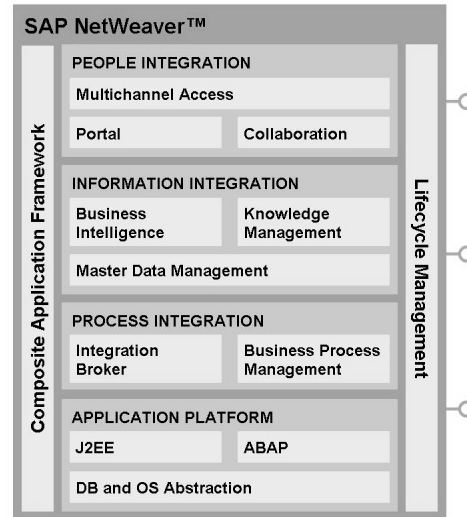 SAP NetWeaver™
Composite Application Framework
PEOPLE INTEGRATION
Multichannel Access
Portal
Collaboration
INFORMATION INTEGRATION
Business
Intelligence
Knowledge
Management
Master Data Management
PROCESS INTEGRATION
Integration
Broker
Business Process
Management
APPLICATION PLATFORM
J2EE
ABAP
DB and OS Abstraction
Lifecycle Management